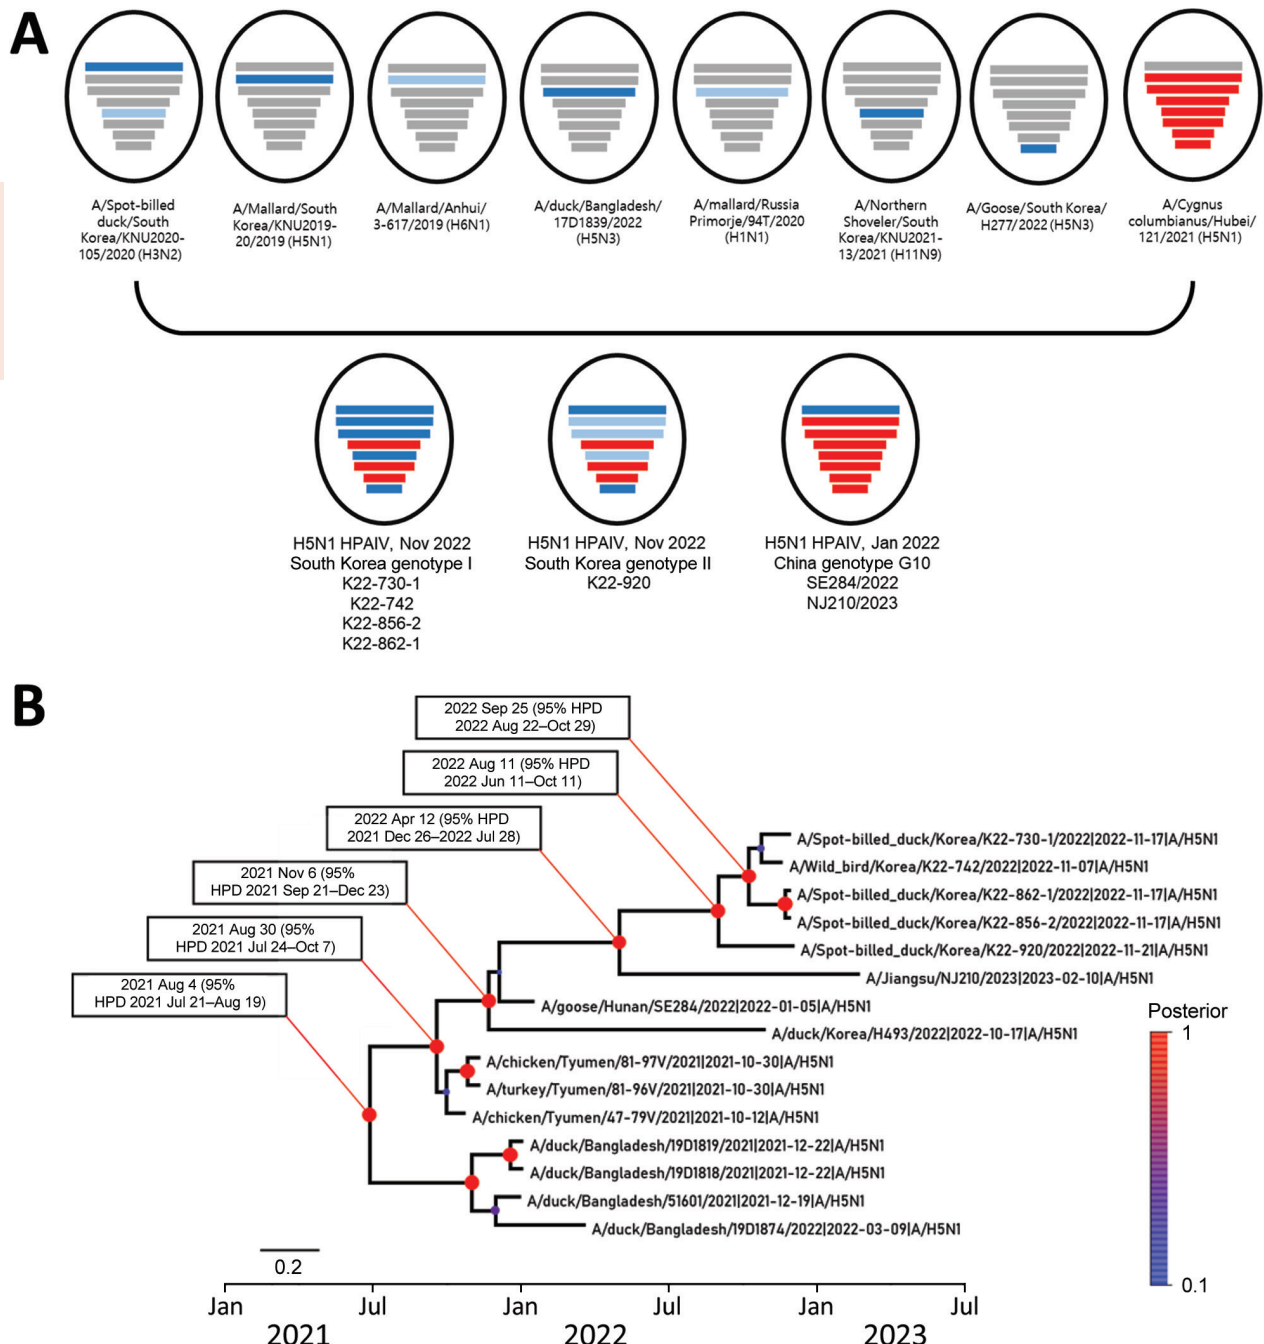 A
A/Spot-billed
duck/South
Korea/KNU2020-
105/2020 (H3N2)
A/Mallard/South
Korea/KNU2019-
20/2019 (H5N1)
A/Mallard/Anhui/
3-617/2019 (H6N1)
A/duck/Bangladesh/
17D1839/2022
(H5N3)
A/mallard/Russia
Primorje/94T/2020
(H1N1)
A/Northern
Shoveler/South
Korea/KNU2021-
13/2021 (H11N9)
A/Goose/South Korea/
H277/2022 (H5N3)
A/Cygnus
columbianus/Hubei/
121/2021 (H5N1)
H5N1 HPAIV, Nov 2022
South Korea genotype I
K22-730-1
K22-742
K22-856-2
K22-862-1
H5N1 HPAIV, Nov 2022
South Korea genotype II
K22-920
H5N1 HPAIV, Jan 2022
China genotype G10
SE284/2022
NJ210/2023
B
2022 Sep 25 (95% HPD
2022 Aug 22–Oct 29)
2022 Aug 11 (95% HPD
2022 Jun 11–Oct 11)
2022 Apr 12 (95% HPD
2021 Dec 26–2022 Jul 28)
2021 Nov 6 (95%
HPD 2021 Sep 21–Dec 23)
2021 Aug 30 (95%
HPD 2021 Jul 24–Oct 7)
2021 Aug 4 (95%
HPD 2021 Jul 21–Aug 19)
A/Spot-billed_duck/Korea/K22-730-1/2022|2022-11-17|A/H5N1
A/Wild_bird/Korea/K22-742/2022|2022-11-07|A/H5N1
A/Spot-billed_duck/Korea/K22-862-1/2022|2022-11-17|A/H5N1
A/Spot-billed_duck/Korea/K22-856-2/2022|2022-11-17|A/H5N1
A/Spot-billed_duck/Korea/K22-920/2022|2022-11-21|A/H5N1
A/Jiangsu/NJ210/2023|2023-02-10|A/H5N1
A/goose/Hunan/SE284/2022|2022-01-05|A/H5N1
A/duck/Korea/H493/2022|2022-10-17|A/H5N1
A/chicken/Tyumen/81-97V/2021|2021-10-30|A/H5N1
A/turkey/Tyumen/81-96V/2021|2021-10-30|A/H5N1
A/chicken/Tyumen/47-79V/2021|2021-10-12|A/H5N1
A/duck/Bangladesh/19D1819/2021|2021-12-22|A/H5N1
A/duck/Bangladesh/19D1818/2021|2021-12-22|A/H5N1
A/duck/Bangladesh/51601/2021|2021-12-19|A/H5N1
A/duck/Bangladesh/19D1874/2022|2022-03-09|A/H5N1
Posterior
1
0.1
0.2
Jan Jul Jan Jul Jan Jul
2021 2022 2023